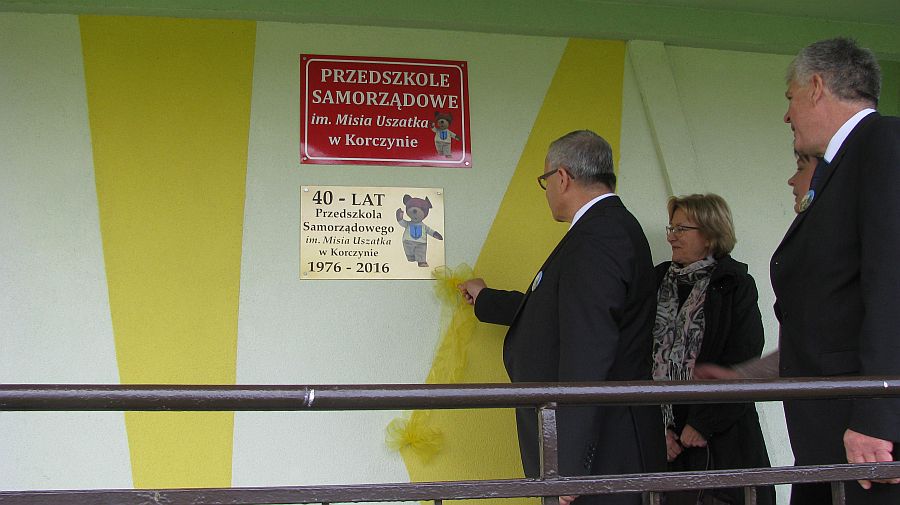 PRZEDSZKOLE
SAMORZĄDOWE
im. Misia Uszatka
w Korczynie
40 - LAT
Przedszkola
Samorządowego
im. Misia Uszatka
w Korczynie
1976 - 2016